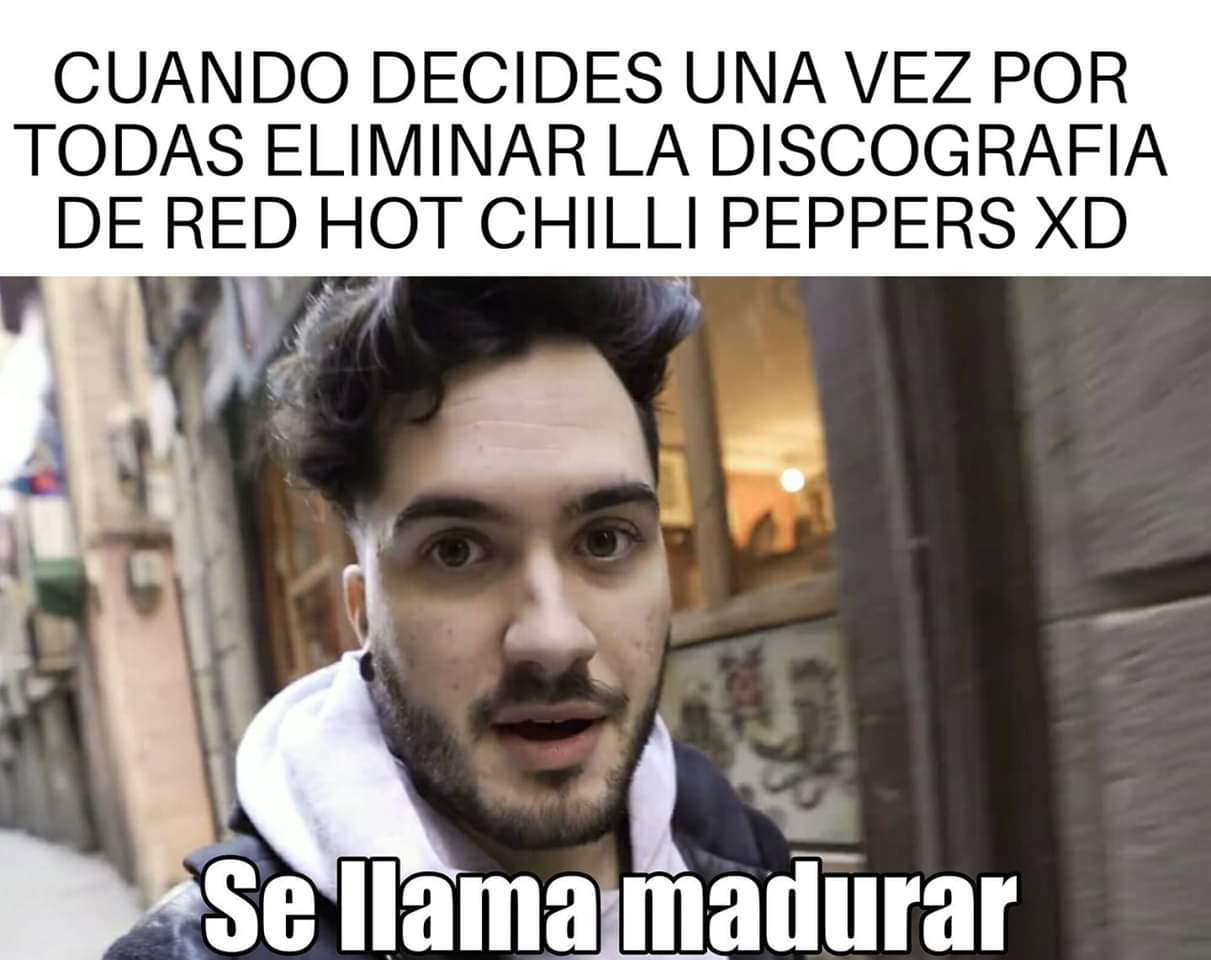 CUANDO DECIDES UNA VEZ POR
TODAS ELIMINAR LA DISCOGRAFIA
DE RED HOT CHILLI PEPPERS XD
Se llama madurar